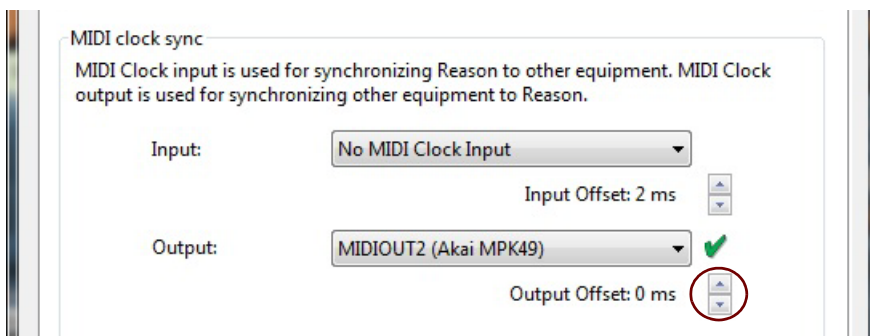 MIDI clock sync
MIDI Clock input is used for synchronizing Reason to other equipment. MIDI Clock
output is used for synchronizing other equipment to Reason.
Input: No MIDI Clock Input
Input Offset: 2 ms
Output: MIDIOUT2 (Akai MPK49)
Output Offset: 0 ms